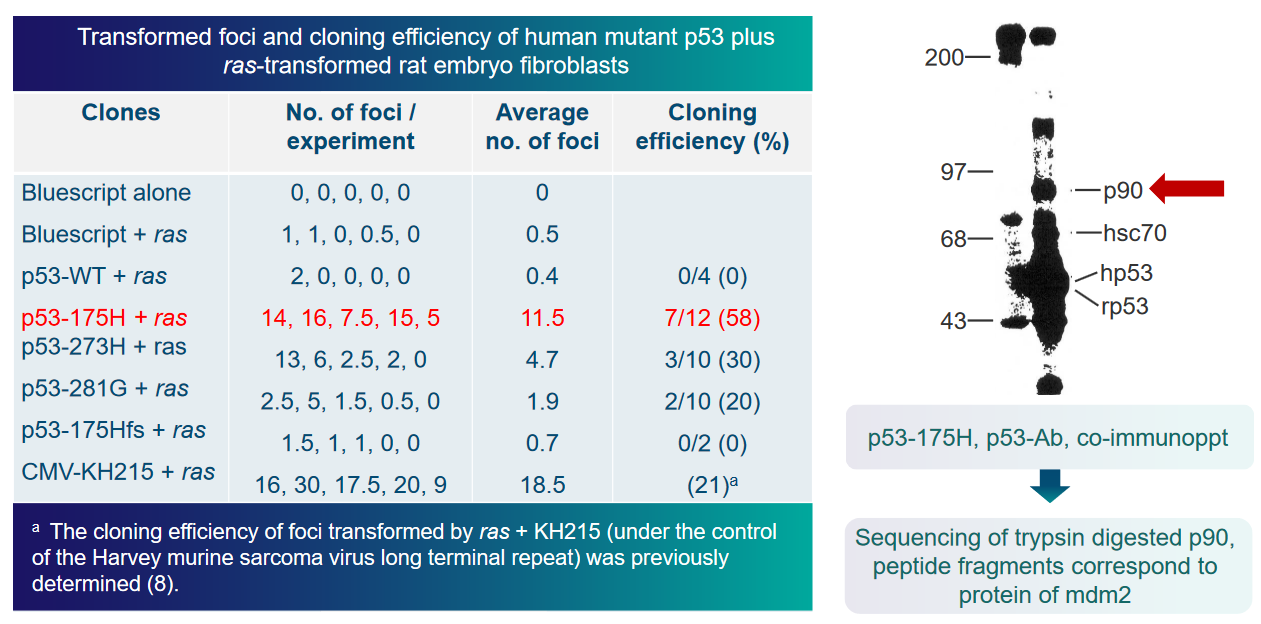 Transformed foci and cloning efficiency of human mutant p53 plus
ras-transformed rat embryo fibroblasts
Clones No. of foci / experiment Average no. of foci Cloning efficiency (%)
Bluescript alone 0, 0, 0, 0, 0 0
Bluescript + ras 1, 1, 0, 0.5, 0 0.5
p53-WT + ras 2, 0, 0, 0, 0 0.4 0/4 (0)
p53-175H + ras 14, 16, 7.5, 15, 5 11.5 7/12 (58)
p53-273H + ras 13, 6, 2.5, 2, 0 4.7 3/10 (30)
p53-281G + ras 2.5, 5, 1.5, 0.5, 0 1.9 2/10 (20)
p53-175Hfs + ras 1.5, 1, 1, 0, 0 0.7 0/2 (0)
CMV-KH215 + ras 16, 30, 17.5, 20, 9 18.5 (21)ᵃ
ᵃ The cloning efficiency of foci transformed by ras + KH215 (under the control
of the Harvey murine sarcoma virus long terminal repeat) was previously
determined (8).
200
97
p90
68
hsc70
hp53
rp53
43
p53-175H, p53-Ab, co-immunoppt
Sequencing of trypsin digested p90,
peptide fragments correspond to
protein of mdm2